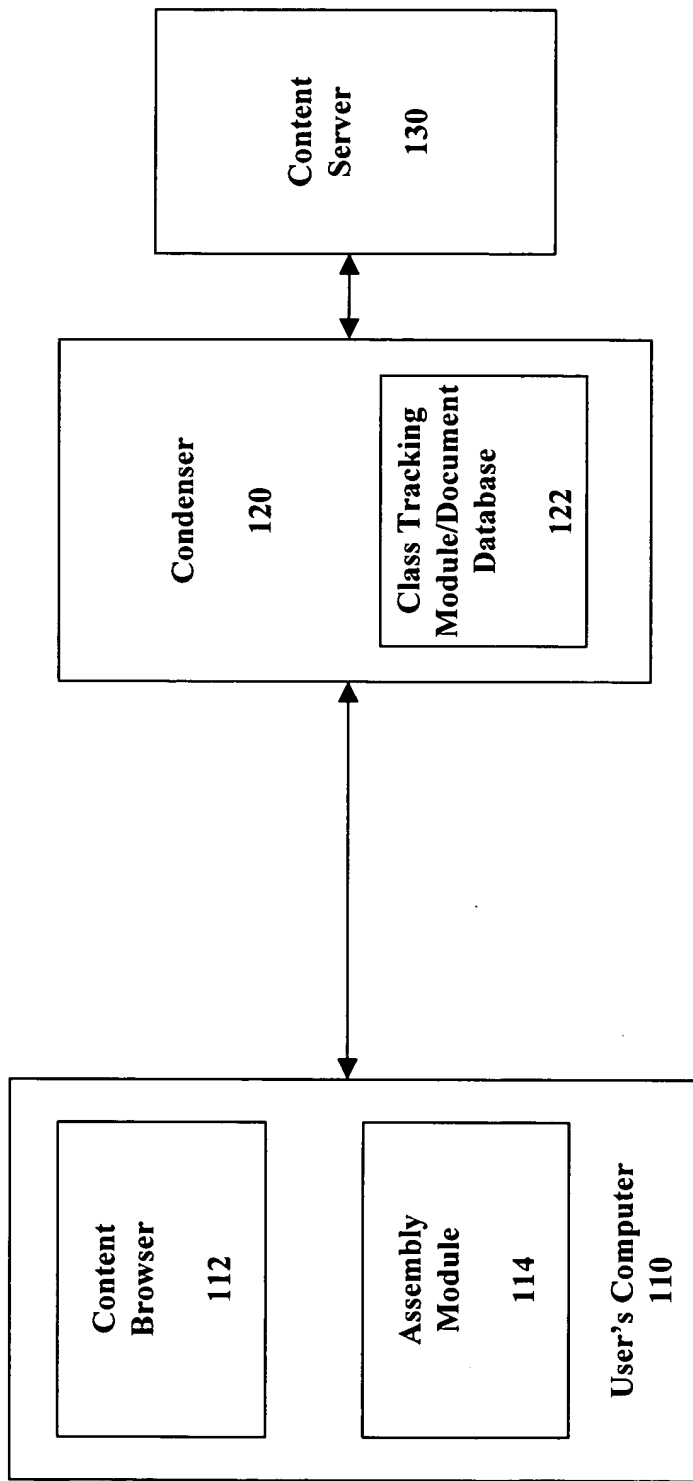 Content
Browser
112
Assembly
Module
114
User's Computer
110
Condenser
120
Class Tracking
Module/Document
Database
122
Content
Server
130